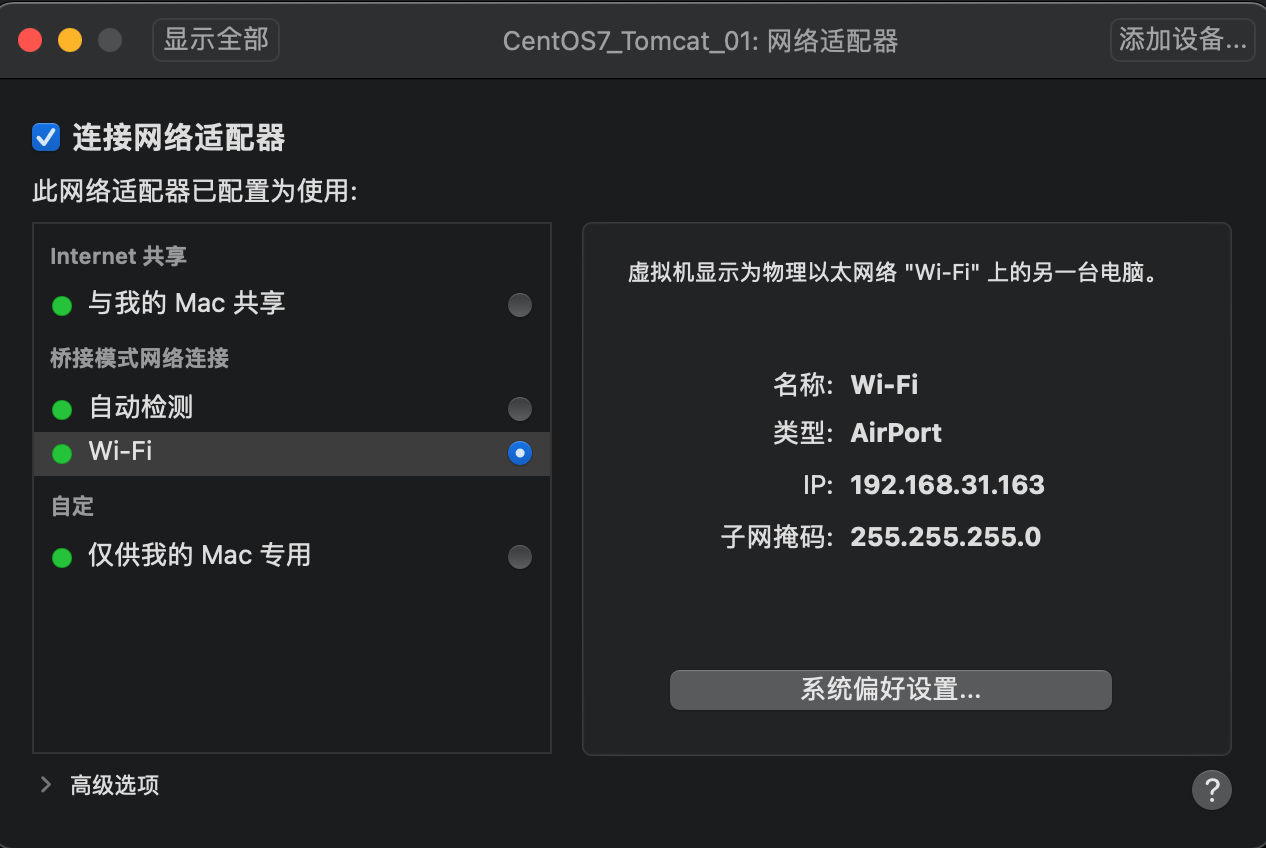 显示全部
CentOS7_Tomcat_01: 网络适配器
添加设备...
连接网络适配器
此网络适配器已配置为使用:
Internet 共享
与我的 Mac 共享
桥接模式网络连接
自动检测
Wi-Fi
自定
仅供我的 Mac 专用
虚拟机显示为物理以太网络 "Wi-Fi" 上的另一台电脑。
名称: Wi-Fi
类型: AirPort
IP: 192.168.31.163
子网掩码: 255.255.255.0
系统偏好设置...
高级选项
?